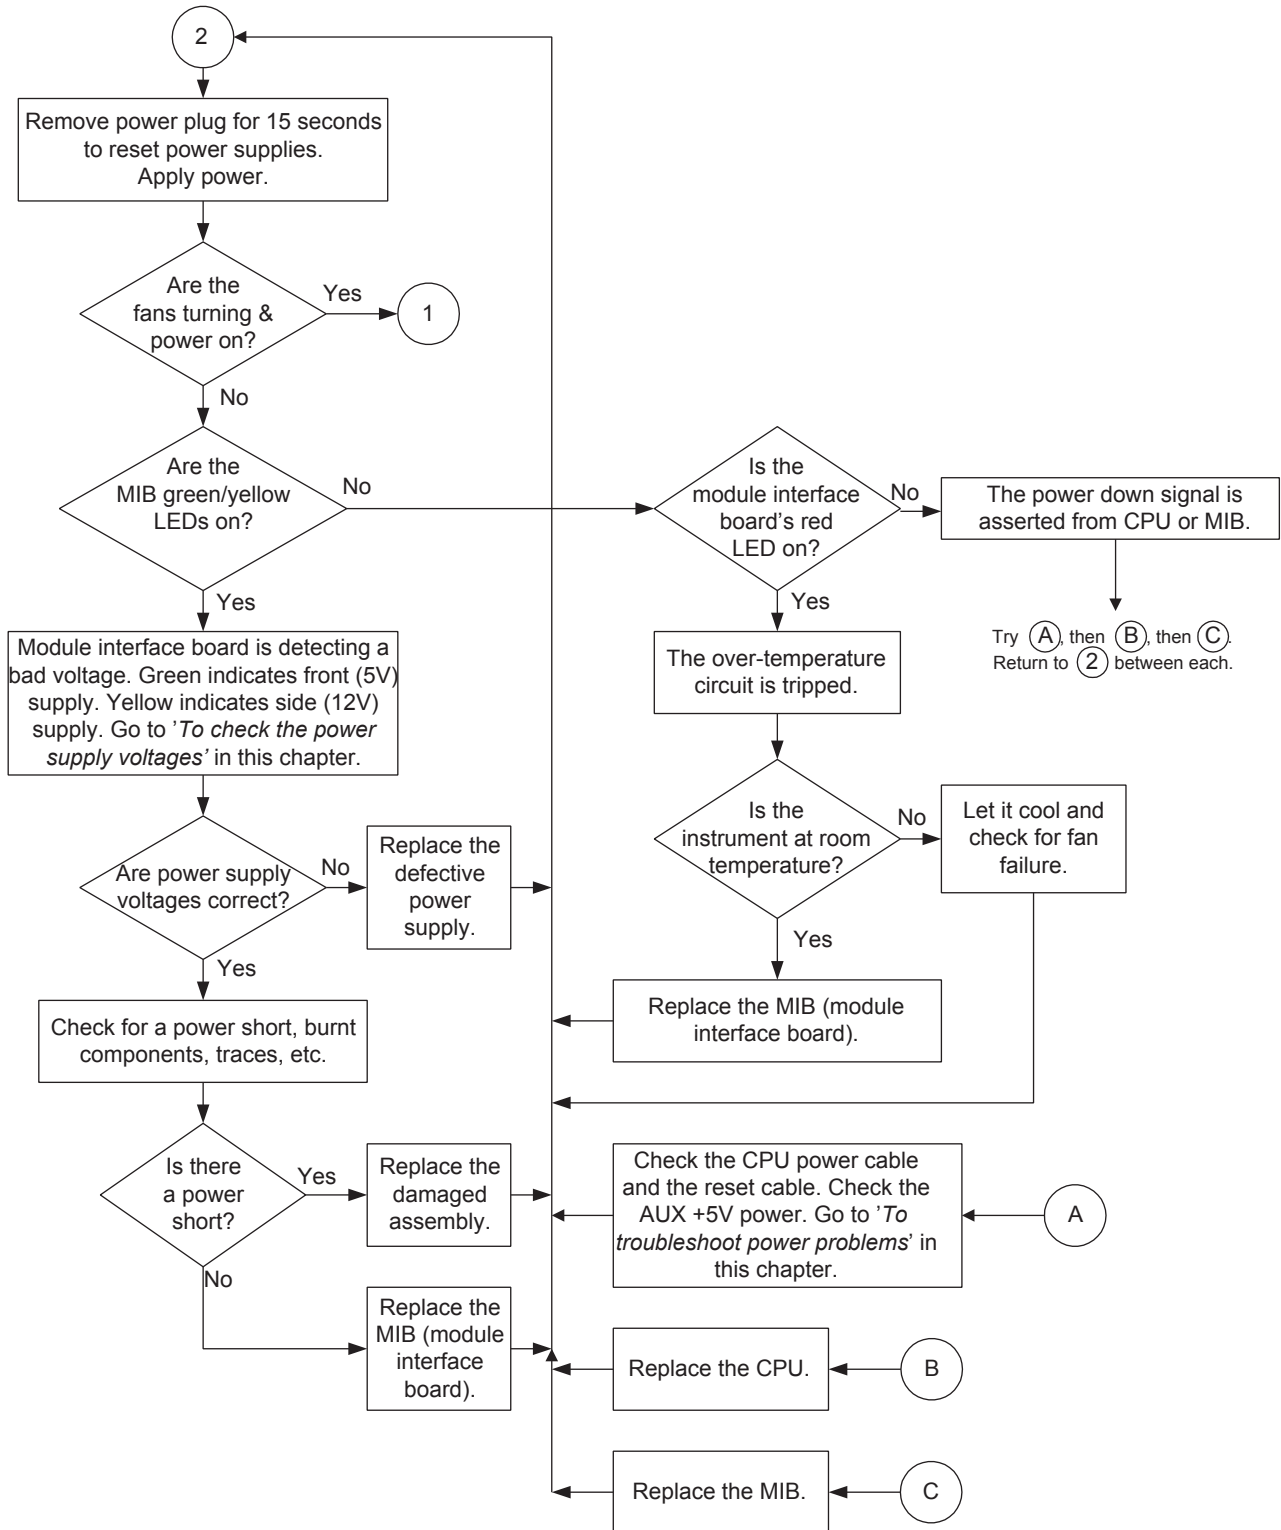 2
Remove power plug for 15 seconds
to reset power supplies.
Apply power.
Are the
fans turning &
power on?
Yes
1
No
Are the
MIB green/yellow
LEDs on?
No
Is the
module interface
board's red
LED on?
No
The power down signal is
asserted from CPU or MIB.
Yes
Yes
Try A, then B, then C.
Return to 2 between each.
Module interface board is detecting a
bad voltage. Green indicates front (5V)
supply. Yellow indicates side (12V)
supply. Go to 'To check the power
supply voltages' in this chapter.
The over-temperature
circuit is tripped.
Is the
instrument at room
temperature?
No
Let it cool and
check for fan
failure.
Are power supply
voltages correct?
No
Replace the
defective
power
supply.
Yes
Yes
Replace the MIB (module
interface board).
Check for a power short, burnt
components, traces, etc.
Is there
a power
short?
Yes
Replace the
damaged
assembly.
Check the CPU power cable
and the reset cable. Check the
AUX +5V power. Go to 'To
troubleshoot power problems' in
this chapter.
A
No
Replace the
MIB (module
interface
board).
Replace the CPU.
B
Replace the MIB.
C